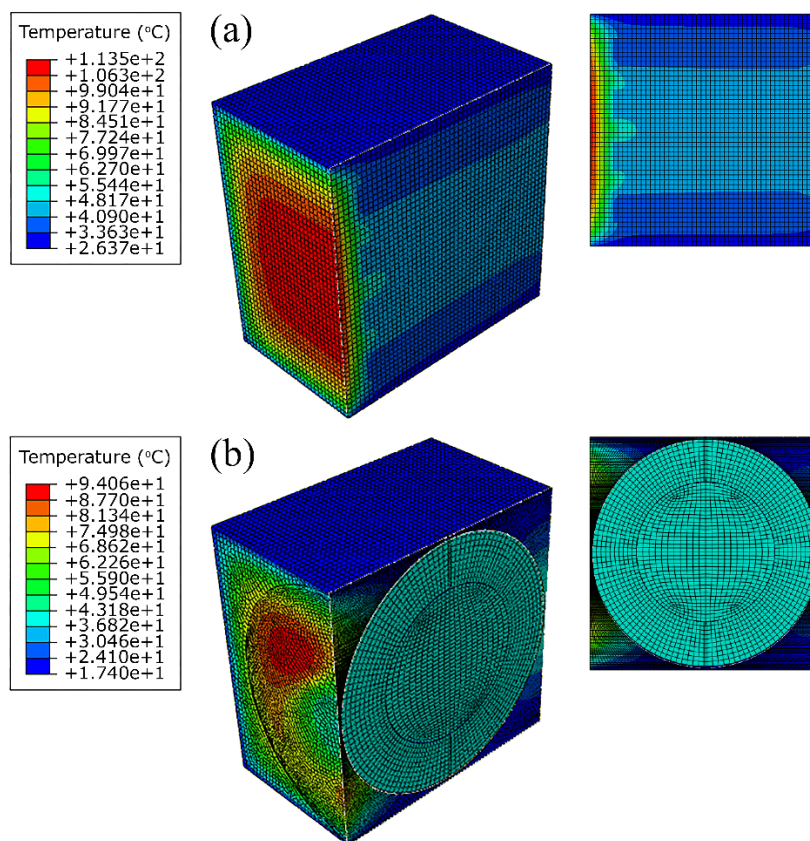 Temperature (°C)
+1.135e+2
+1.063e+2
+9.904e+1
+9.177e+1
+8.451e+1
+7.724e+1
+6.997e+1
+6.270e+1
+5.544e+1
+4.817e+1
+4.090e+1
+3.363e+1
+2.637e+1
(a)
Temperature (°C)
+9.406e+1
+8.770e+1
+8.134e+1
+7.498e+1
+6.862e+1
+6.226e+1
+5.590e+1
+4.954e+1
+4.318e+1
+3.682e+1
+3.046e+1
+2.410e+1
+1.740e+1
(b)